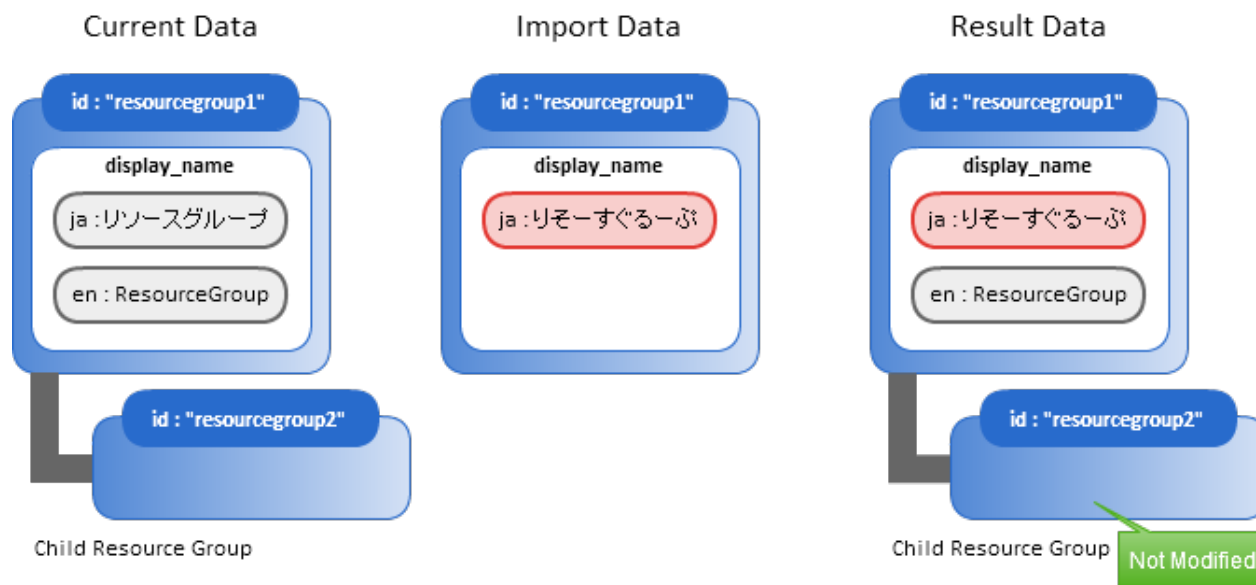 Current Data
Import Data
Result Data
id : "resourcegroup1"
display_name
ja :リソースグループ
en : ResourceGroup
id : "resourcegroup2"
Child Resource Group
id : "resourcegroup1"
display_name
ja :りそーすぐるーぷ
id : "resourcegroup1"
display_name
ja :りそーすぐるーぷ
en : ResourceGroup
id : "resourcegroup2"
Child Resource Group
Not Modified